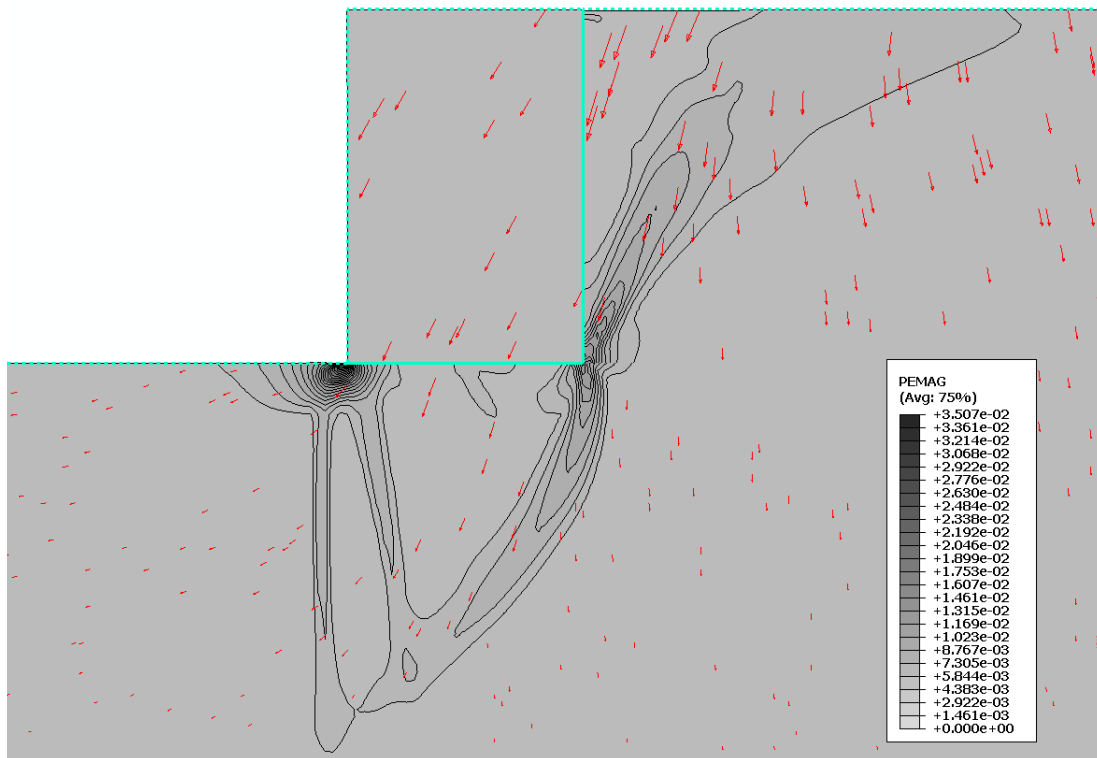 PEMAG
(Avg: 75%)
+3.507e-02
+3.361e-02
+3.214e-02
+3.068e-02
+2.922e-02
+2.776e-02
+2.630e-02
+2.484e-02
+2.338e-02
+2.192e-02
+2.046e-02
+1.899e-02
+1.753e-02
+1.607e-02
+1.461e-02
+1.315e-02
+1.169e-02
+1.023e-02
+8.767e-03
+7.305e-03
+5.844e-03
+4.383e-03
+2.922e-03
+1.461e-03
+0.000e+00